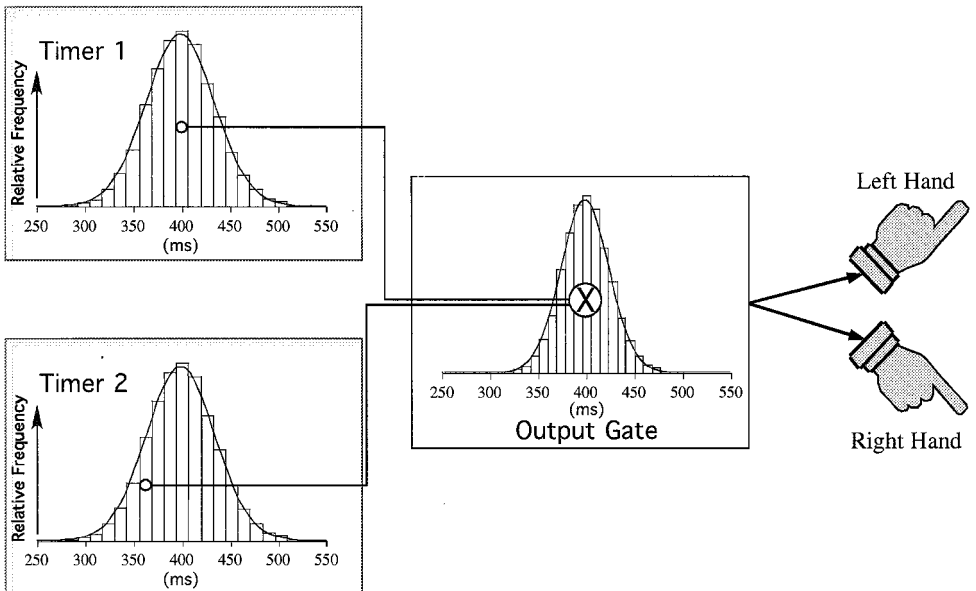 Timer 1
Relative Frequency
250 300 350 400 450 500 550
(ms)
Timer 2
Relative Frequency
250 300 350 400 450 500 550
(ms)
X
250 300 350 400 450 500 550
(ms)
Output Gate
Left Hand
Right Hand